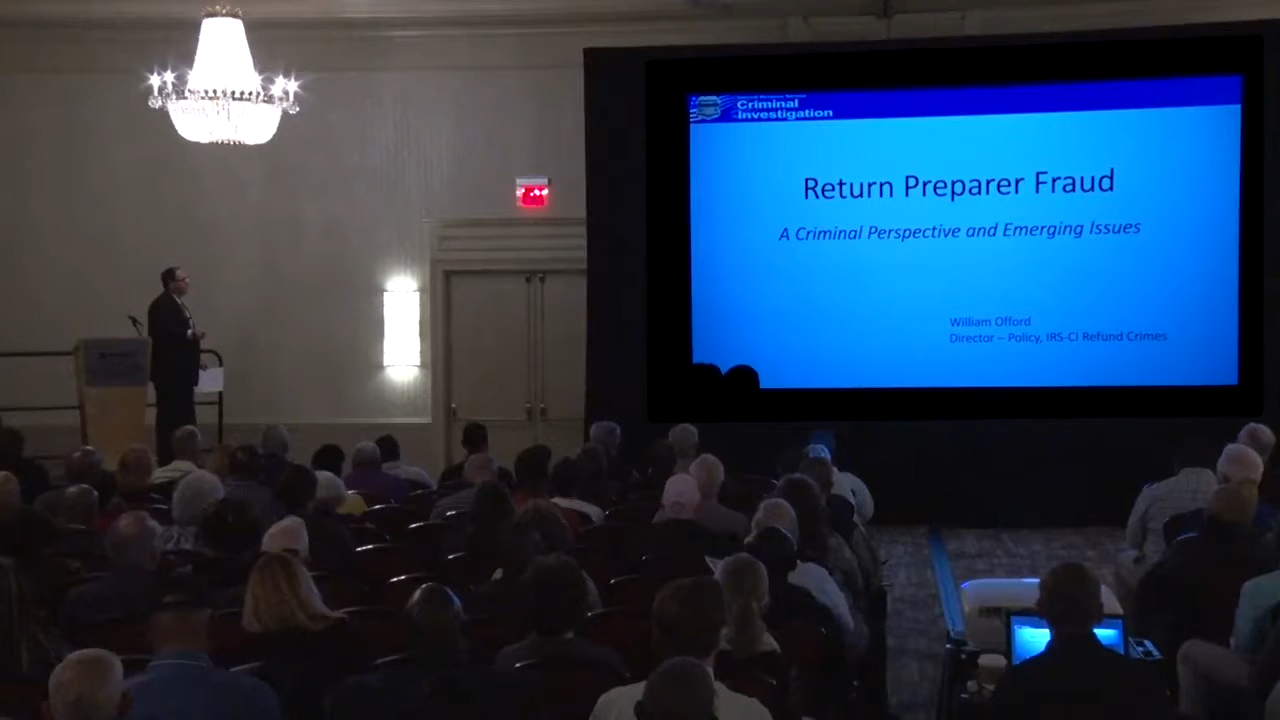 Criminal
Investigation
Return Preparer Fraud
A Criminal Perspective and Emerging Issues
William Offord
Director – Policy, IRS-CI Refund Crimes